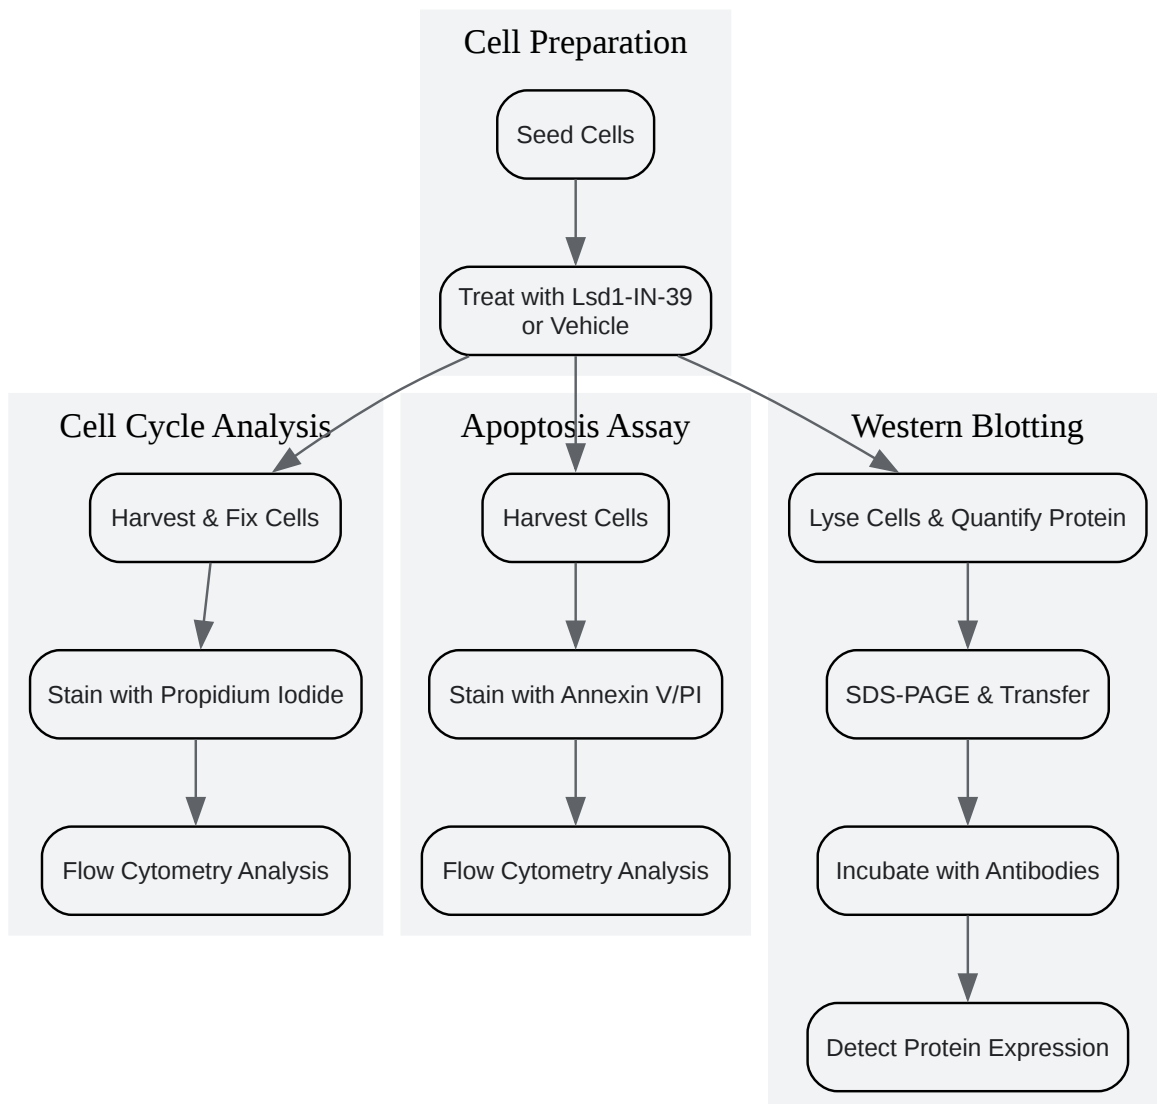 Cell Preparation
Seed Cells
Treat with Lsd1-IN-39
or Vehicle
Cell Cycle Analysis
Harvest & Fix Cells
Stain with Propidium Iodide
Flow Cytometry Analysis
Apoptosis Assay
Harvest Cells
Stain with Annexin V/PI
Flow Cytometry Analysis
Western Blotting
Lyse Cells & Quantify Protein
SDS-PAGE & Transfer
Incubate with Antibodies
Detect Protein Expression